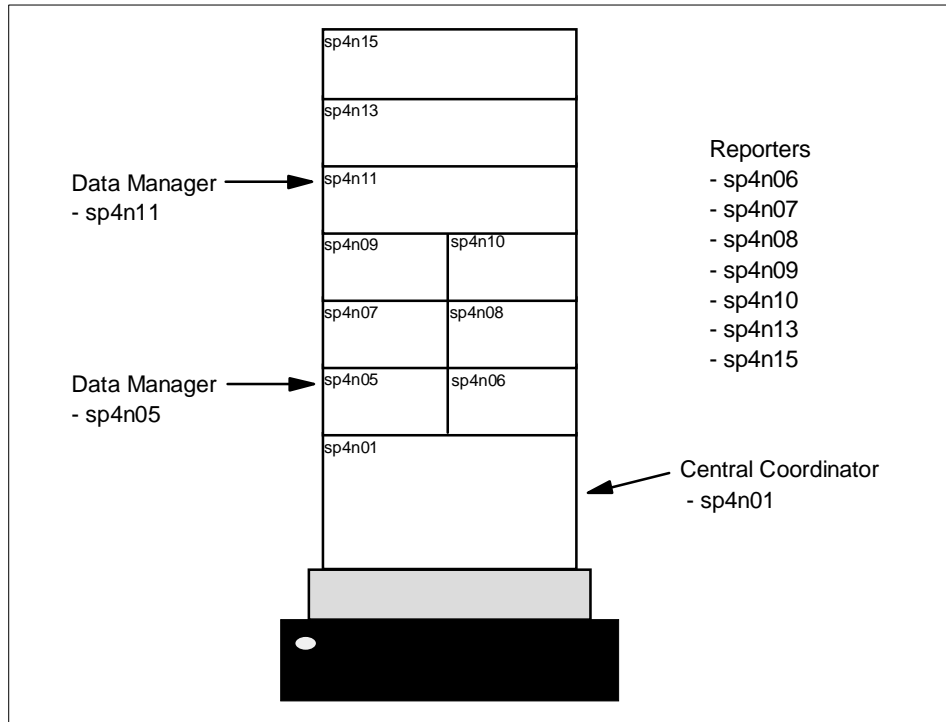 sp4n15
sp4n13
sp4n11
sp4n09
sp4n10
sp4n07
sp4n08
sp4n05
sp4n06
sp4n01
Data Manager
- sp4n11
Data Manager
- sp4n05
Reporters
- sp4n06
- sp4n07
- sp4n08
- sp4n09
- sp4n10
- sp4n13
- sp4n15
Central Coordinator
- sp4n01